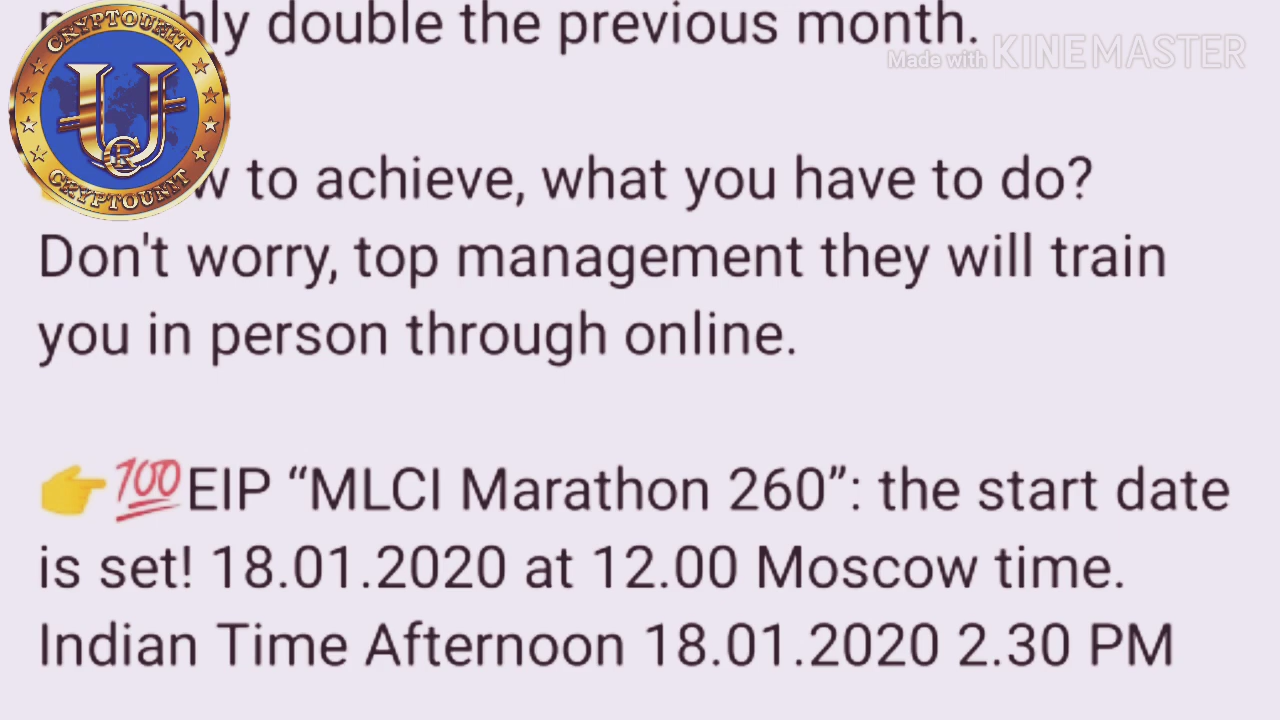 double the previous month.
Made with KINEMASTER
CRYPTOUNIT
U
R
CRYPTOUNIT
to achieve, what you have to do?
Don't worry, top management they will train
you in person through online.
👉💯EIP “MLCI Marathon 260”: the start date
is set! 18.01.2020 at 12.00 Moscow time.
Indian Time Afternoon 18.01.2020 2.30 PM